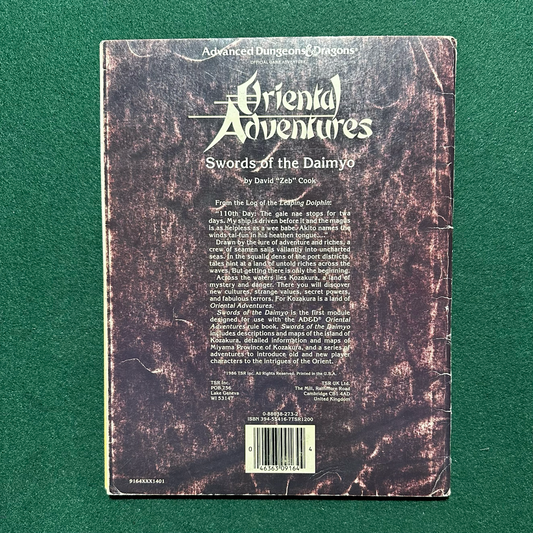 Advanced Dungeons & Dragons®
OFFICIAL GAME ADVENTURE
Oriental
Adventures
Swords of the Daimyo
by David "Zeb" Cook
From the Log of the Leaping Dolphin:
"110th Day: The gale nae stops for two
days. My ship is driven before it and the magus
is as helpless as a wee babe. Akito names the
winds tai-fun in his heathen tongue...."
Drawn by the lure of adventure and riches, a
crew of seamen sails valiantly into uncharted
seas. In the squalid dens of the port districts,
tales hint at a land of untold riches across the
waves. But getting there is only the beginning.
Across the waters lies Kozakura, a land of
mystery and danger. There you will discover
new cultures, strange values, secret powers,
and fabulous terrors. For Kozakura is a land of
Oriental Adventures.
Swords of the Daimyo is the first module
designed for use with the AD&D® Oriental
Adventures rule book. Swords of the Daimyo
includes descriptions and maps of the island of
Kozakura, detailed information and maps of
Miyama Province of Kozakura, and a series of
adventures to introduce old and new player
characters to the intrigues of the Orient.
©1986 TSR Inc. All Rights Reserved. Printed in the U.S.A.
TSR Inc.
POB 756
Lake Geneva
WI 53147
TSR UK Ltd.
The Mill, Rathmore Road
Cambridge CB1 4AD
United Kingdom
0-88038-273-2
ISBN 394-55416-7TSR1200
0 46363 09164 4
9164XXX1401